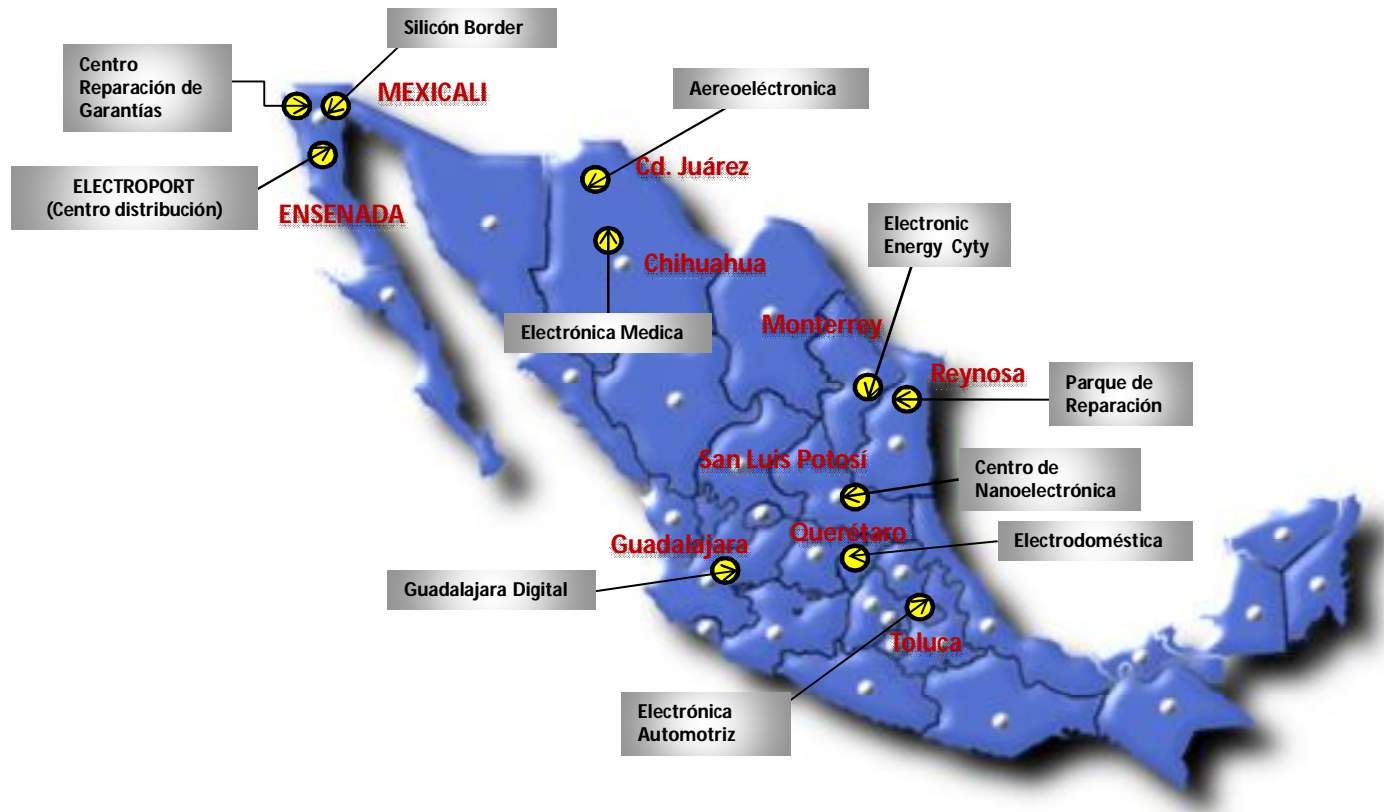 Silicón Border
Centro
Reparación de
Garantías
MEXICALI
Aereoeléctronica
Cd. Juárez
ELECTROPORT
(Centro distribución)
ENSENADA
Electronic
Energy Cyty
Chihuahua
Electrónica Medica
Monterrey
Reynosa
Parque de
Reparación
San Luis Potosí
Centro de
Nanoelectrónica
Querétaro
Electrodoméstica
Guadalajara
Guadalajara Digital
Toluca
Electrónica
Automotriz